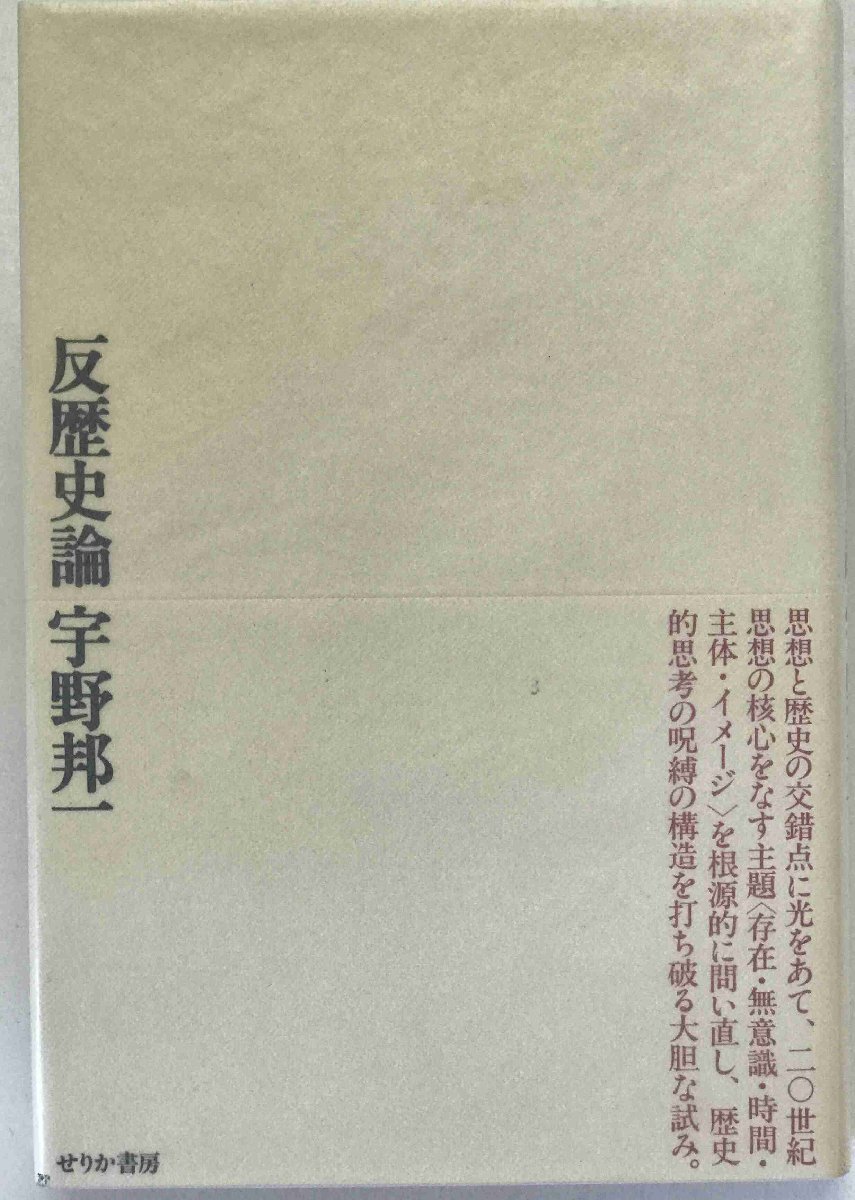 反歴史論 宇野邦一
思想と歴史の交錯点に光をあて、二〇世紀
思想の核心をなす主題〈存在・無意識・時間・
主体・イメージ〉を根源的に問い直し、歴史
的思考の呪縛の構造を打ち破る大胆な試み。
せりか書房